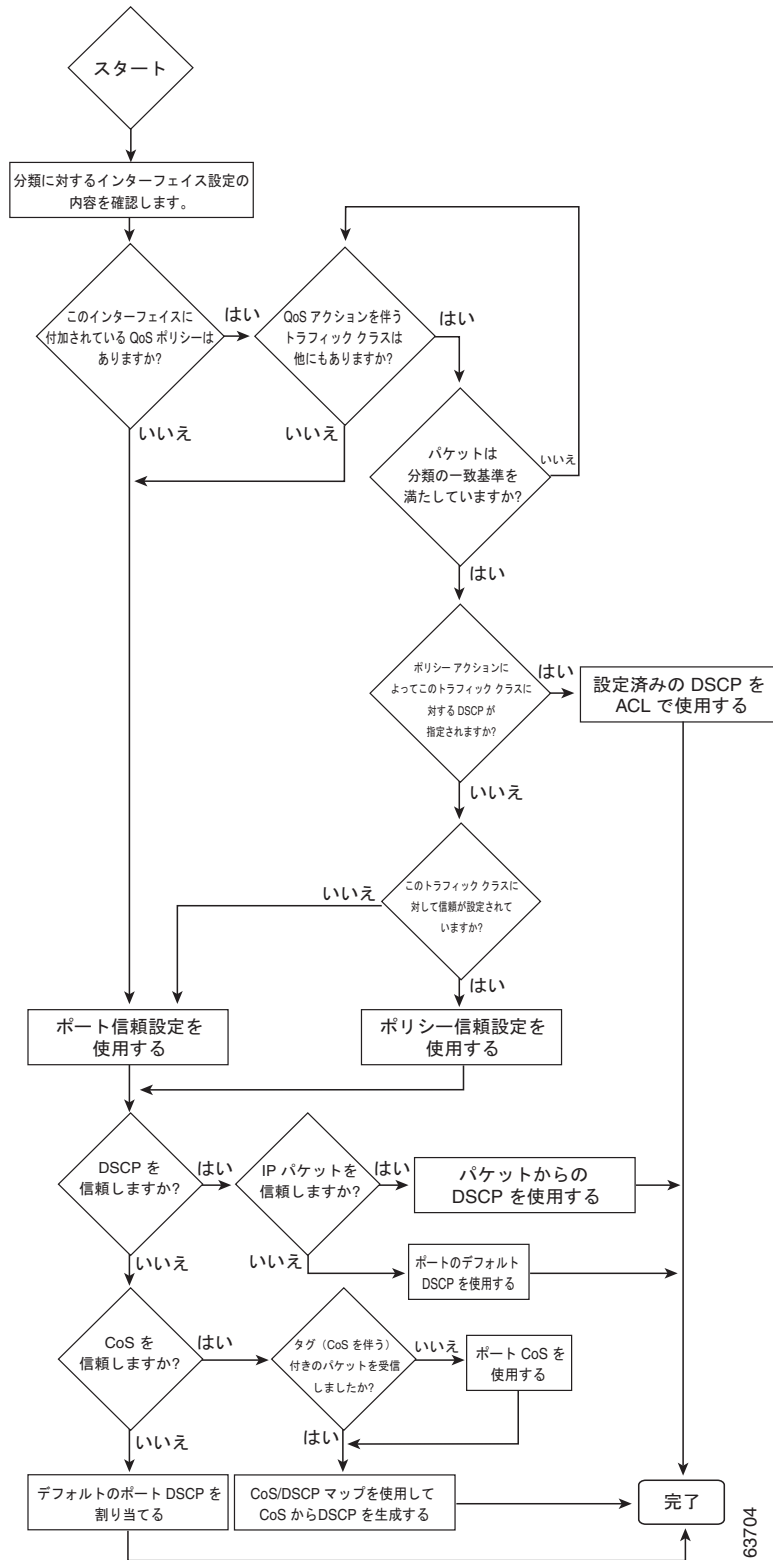 スタート
分類に対するインターフェイス設定の
内容を確認します。
このインターフェイスに
付加されている QoS ポリシーは
ありますか?
はい
QoS アクションを伴う
トラフィック クラスは
他にもありますか?
はい
いいえ
いいえ
パケットは
分類の一致基準を
満たしていますか?
いいえ
はい
ポリシー アクションに
よってこのトラフィック クラスに
対する DSCP が
指定されますか?
はい
設定済みの DSCP を
ACL で使用する
いいえ
このトラフィック クラスに
対して信頼が設定されて
いますか?
いいえ
はい
ポート信頼設定を
使用する
ポリシー信頼設定を
使用する
DSCP を
信頼しますか?
はい
IP パケットを
信頼しますか?
はい
パケットからの
DSCP を使用する
いいえ
いいえ
ポートのデフォルト
DSCP を使用する
CoS を
信頼しますか?
はい
タグ（CoS を伴う）
付きのパケットを受信
しましたか?
いいえ
ポート CoS を
使用する
いいえ
はい
デフォルトのポート DSCP を
割り当てる
CoS/DSCP マップを使用して
CoS からDSCP を生成する
完了
63704